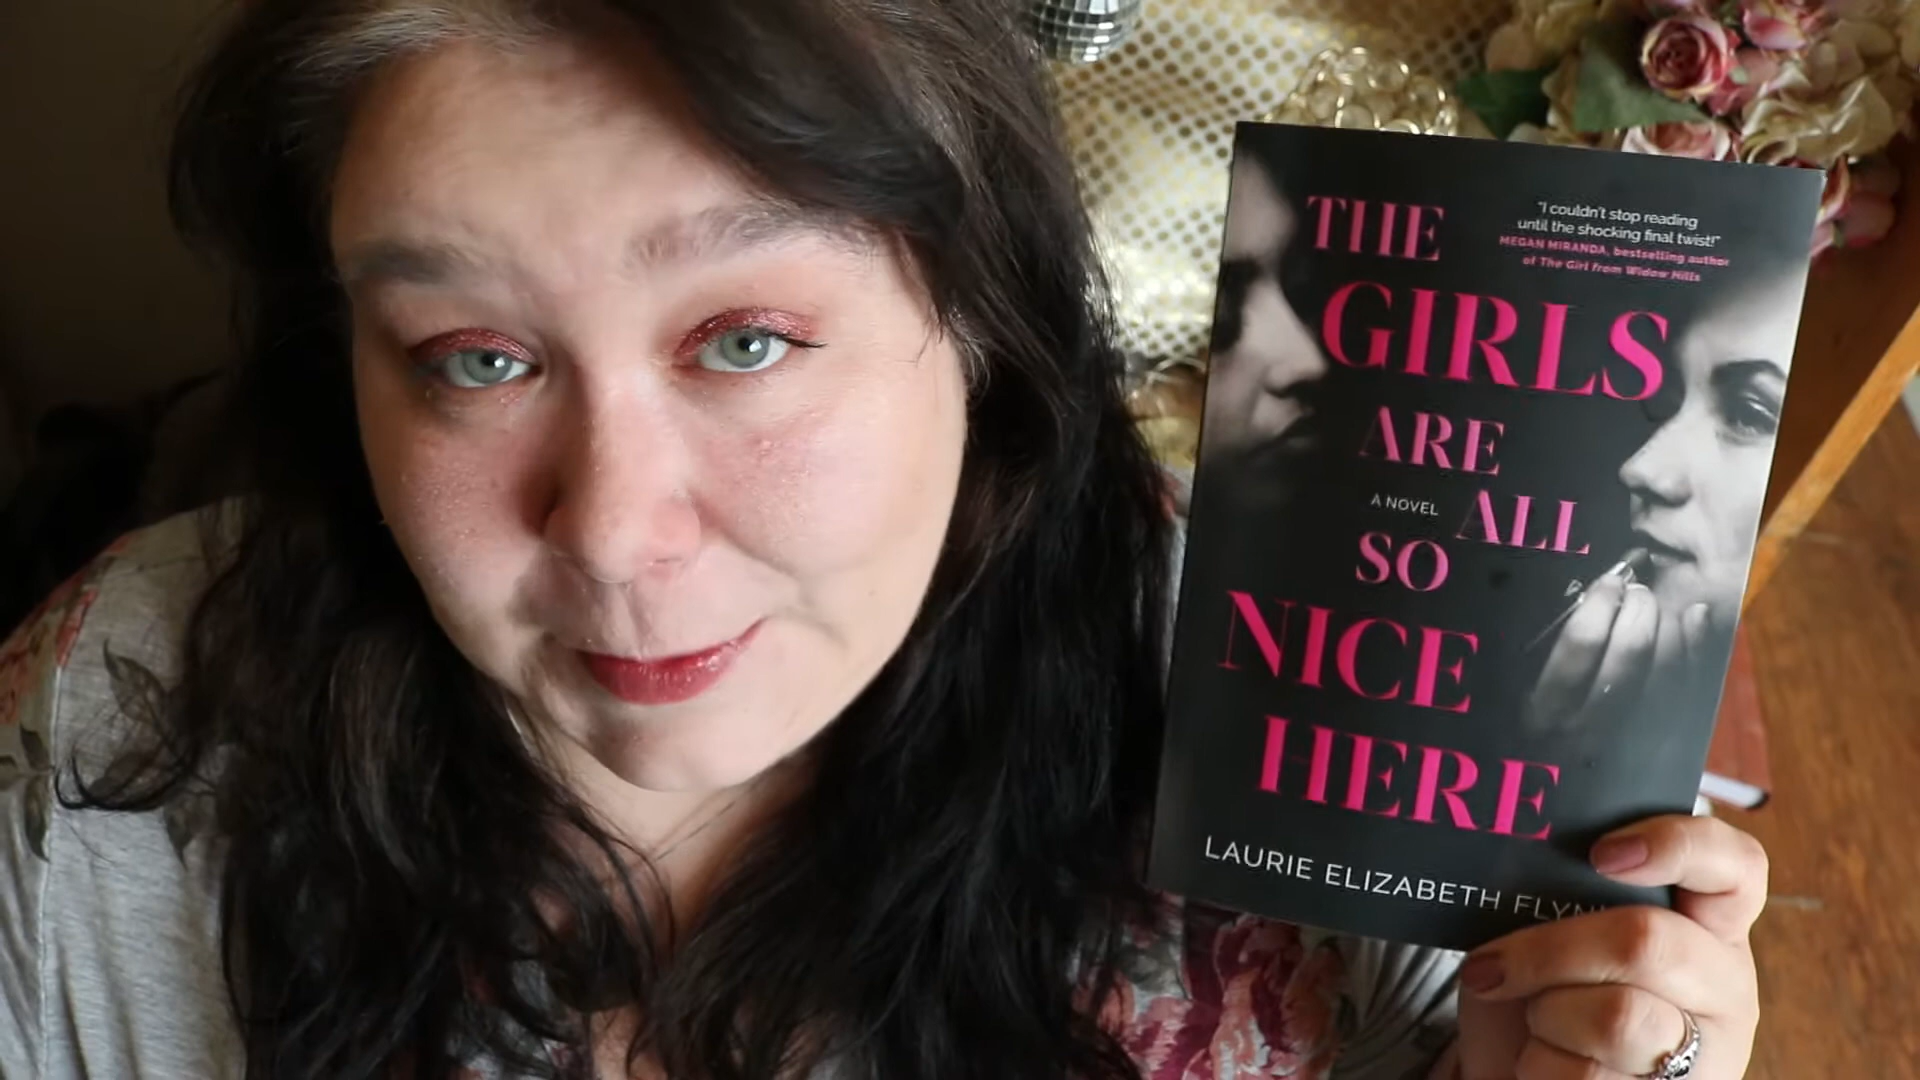 THE
"I couldn't stop reading
until the shocking final twist!"
MEGAN MIRANDA, bestselling author
of The Girl from Widow Hills
GIRLS
ARE
A NOVEL
ALL
SO
NICE
HERE
LAURIE ELIZABETH